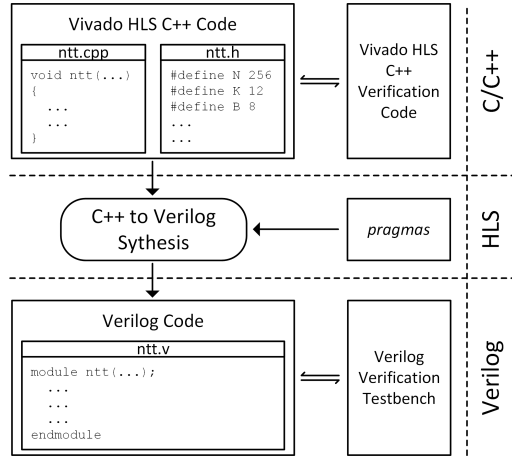 Vivado HLS C++ Code
ntt.cpp
void ntt(...)
{
...
...
}
ntt.h
#define N 256
#define K 12
#define B 8
...
...
Vivado HLS
C++
Verification
Code
C/C++
C++ to Verilog
Sythesis
pragmas
HLS
Verilog Code
ntt.v
module ntt(...);
...
...
...
endmodule
Verilog
Verification
Testbench
Verilog